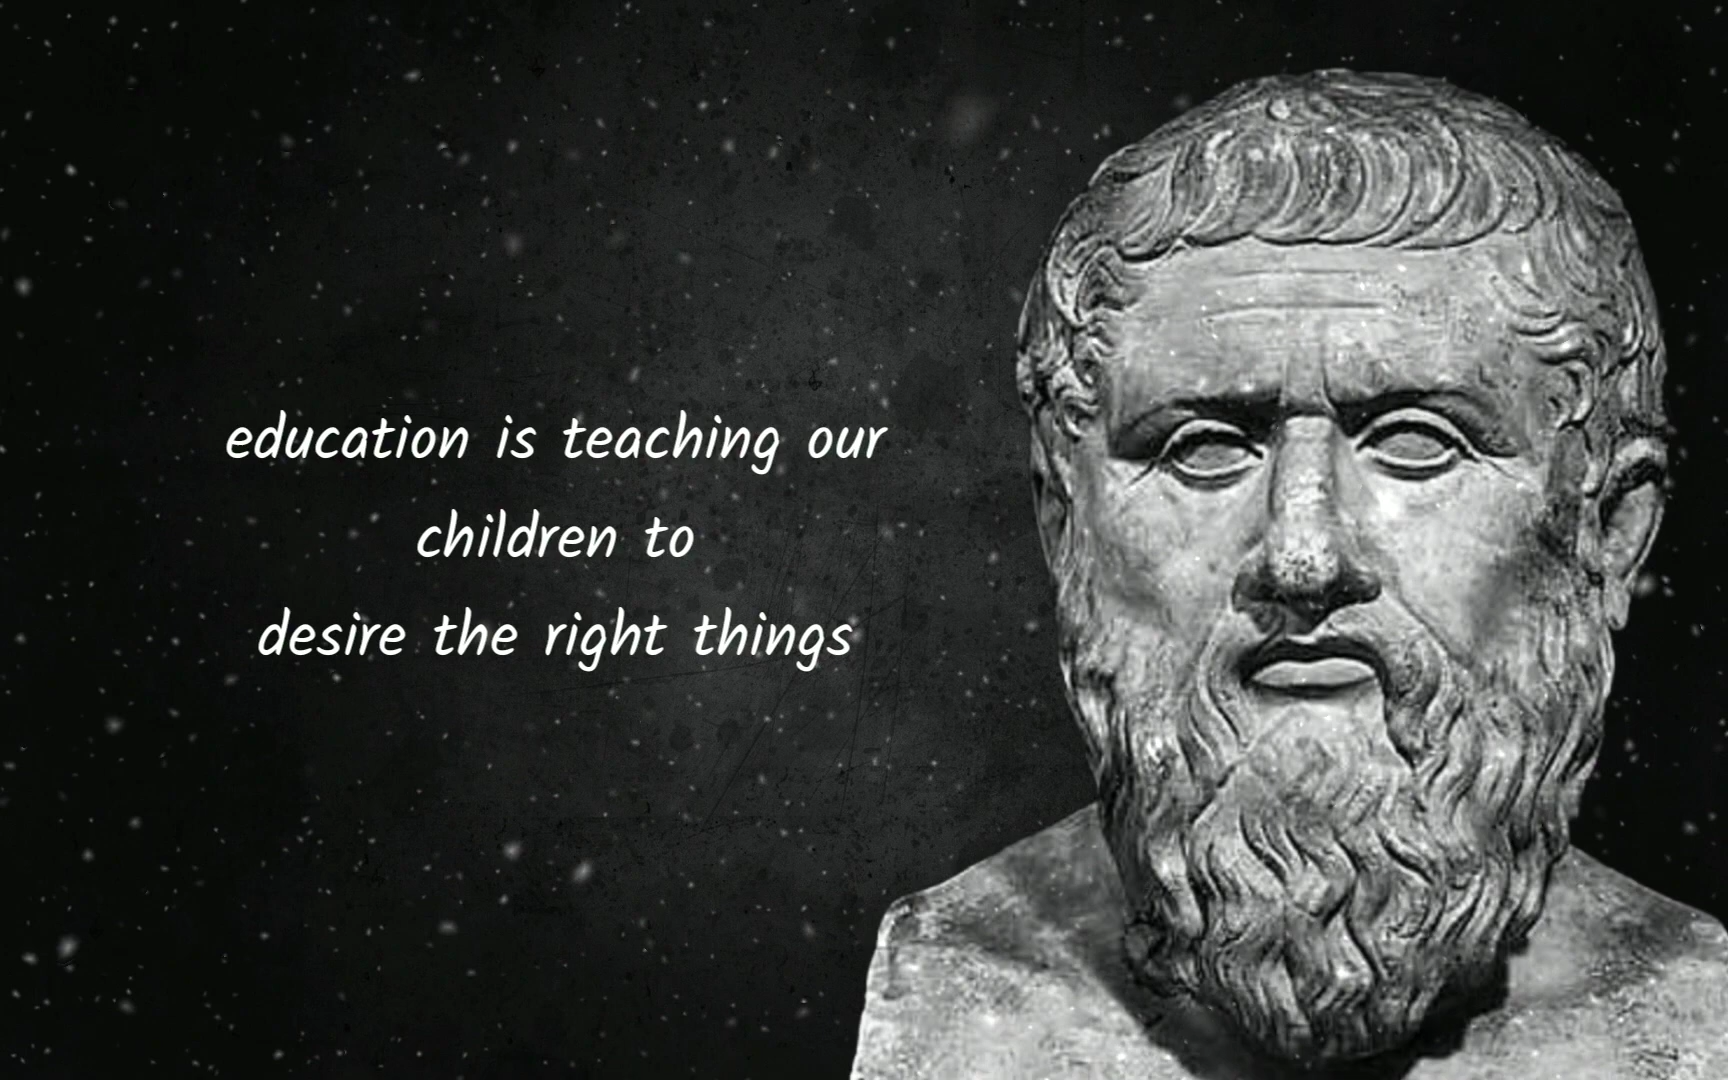 education is teaching our
children to
desire the right things